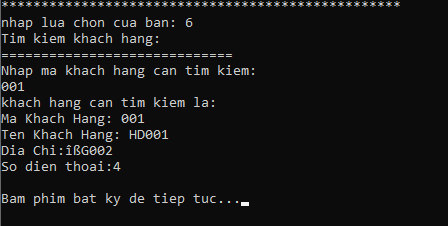 **************************************************
nhap lua chon cua ban: 6
Tim kiem khach hang:
=============================
Nhap ma khach hang can tim kiem:
001
khach hang can tim kiem la:
Ma Khach Hang: 001
Ten Khach Hang: HD001
Dia Chi:îßG002
So dien thoai:4
Bam phim bat ky de tiep tuc...